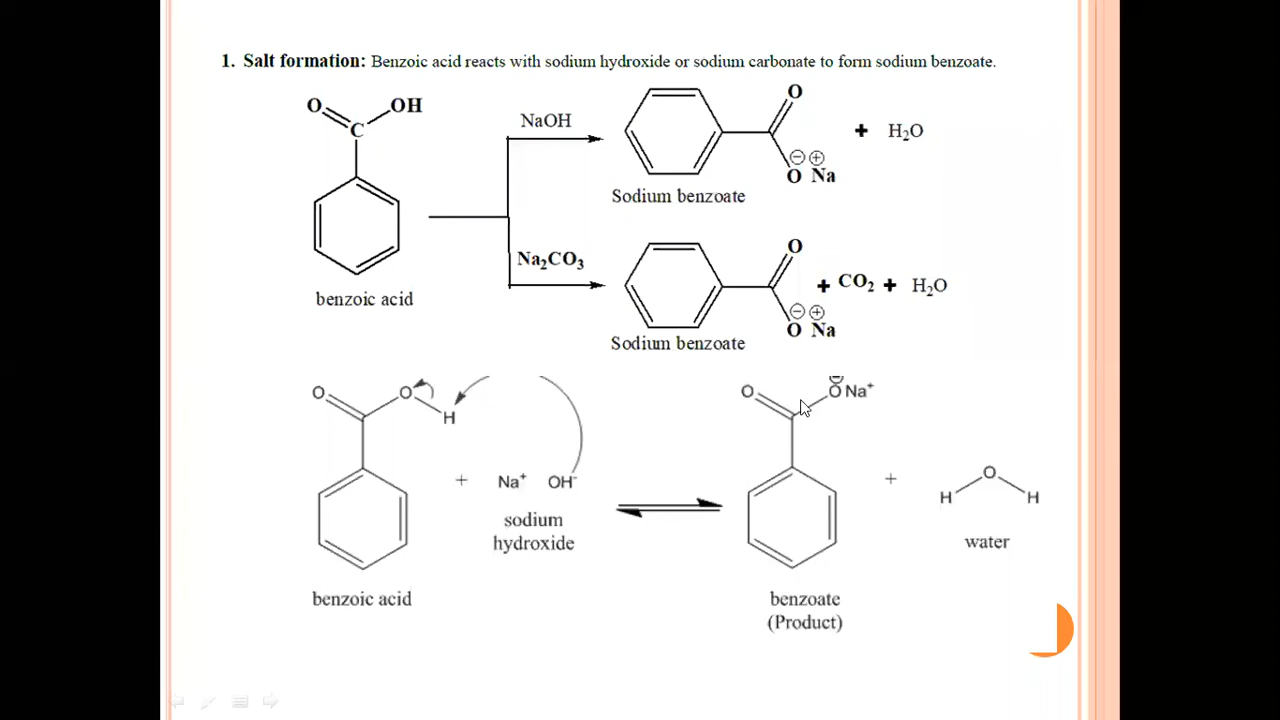 1. Salt formation: Benzoic acid reacts with sodium hydroxide or sodium carbonate to form sodium benzoate.
O OH
C
benzoic acid
NaOH
O
⊖ ⊕
O Na
+ H₂O
Sodium benzoate
Na₂CO₃
O
⊖ ⊕
O Na
+ CO₂ + H₂O
Sodium benzoate
O O
H
benzoic acid
+
Na⁺ OH⁻
sodium
hydroxide
O O⊖ Na⁺
benzoate
(Product)
+
O
H H
water